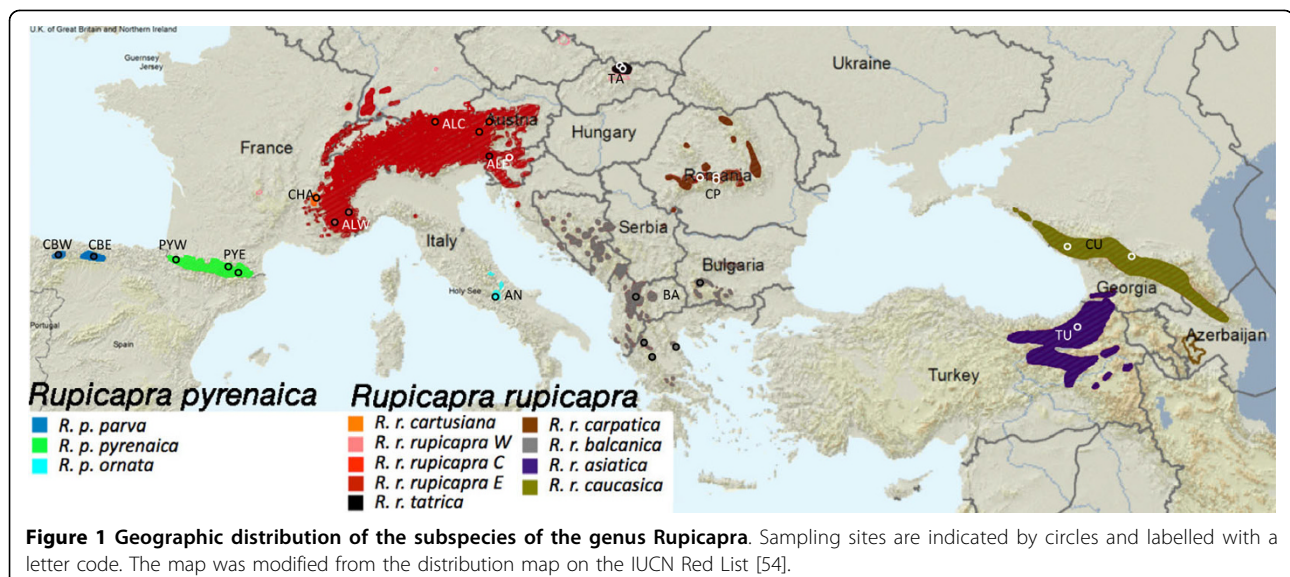 U.K. of Great Britain and Northern Ireland
Guernsey
Jersey
Ukraine
TA
ALC
Austria
Hungary
France
Romania
CP
CHA
ALW
Italy
Serbia
CBW
CBE
PYW
PYE
Bulgaria
CU
Holy See
AN
BA
Georgia
Portugal
Spain
TU
Azerbaijan
Turkey
Rupicapra pyrenaica
R. p. parva
R. p. pyrenaica
R. p. ornata
Rupicapra rupicapra
R. r. cartusiana
R. r. rupicapra W
R. r. rupicapra C
R. r. rupicapra E
R. r. tatrica
R. r. carpatica
R. r. balcanica
R. r. asiatica
R. r. caucasica
Figure 1 Geographic distribution of the subspecies of the genus Rupicapra. Sampling sites are indicated by circles and labelled with a
letter code. The map was modified from the distribution map on the IUCN Red List [54].